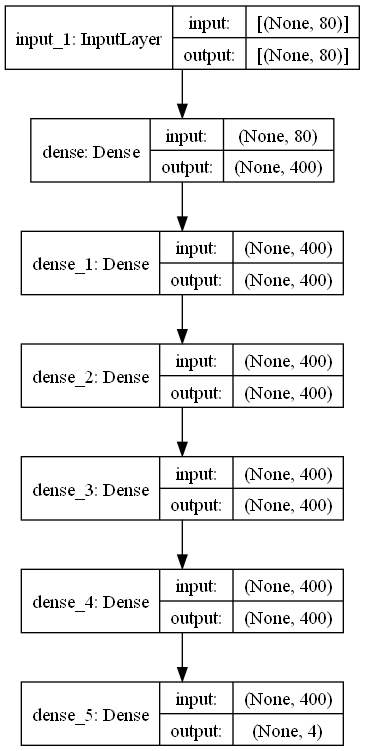 input_1: InputLayer
input: [(None, 80)]
output: [(None, 80)]
dense: Dense
input: (None, 80)
output: (None, 400)
dense_1: Dense
input: (None, 400)
output: (None, 400)
dense_2: Dense
input: (None, 400)
output: (None, 400)
dense_3: Dense
input: (None, 400)
output: (None, 400)
dense_4: Dense
input: (None, 400)
output: (None, 400)
dense_5: Dense
input: (None, 400)
output: (None, 4)